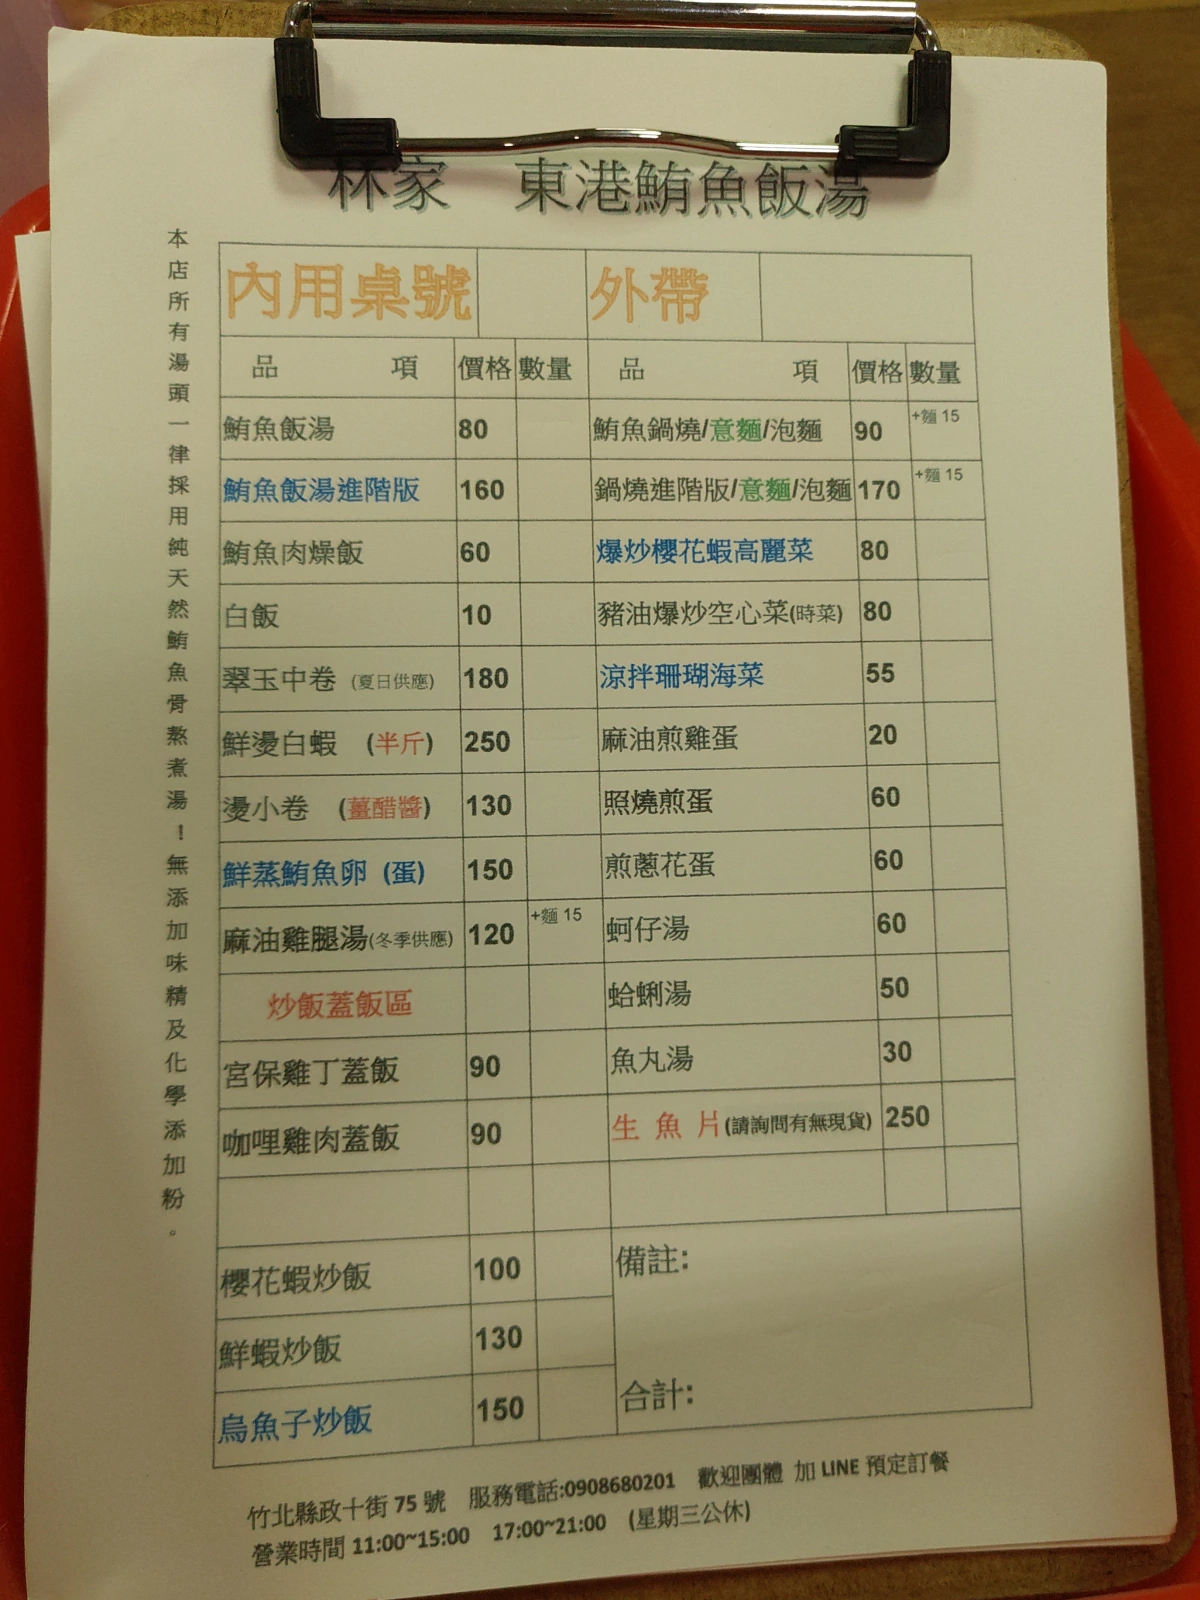 林家 東港鮪魚飯湯
本店所有湯頭一律採用純天然鮪魚骨熬煮湯！無添加味精及化學添加粉。
內用桌號 外帶
品 項 價格 數量 品 項 價格 數量
鮪魚飯湯 80 鮪魚鍋燒/意麵/泡麵 90 +麵 15
鮪魚飯湯進階版 160 鍋燒進階版/意麵/泡麵 170 +麵 15
鮪魚肉燥飯 60 爆炒櫻花蝦高麗菜 80
白飯 10 豬油爆炒空心菜(時菜) 80
翠玉中卷 (夏日供應) 180 涼拌珊瑚海菜 55
鮮燙白蝦 (半斤) 250 麻油煎雞蛋 20
燙小卷 (薑醋醬) 130 照燒煎蛋 60
鮮蒸鮪魚卵 (蛋) 150 煎蔥花蛋 60
麻油雞腿湯(冬季供應) 120 +麵 15 蚵仔湯 60
炒飯蓋飯區 蛤蜊湯 50
宮保雞丁蓋飯 90 魚丸湯 30
咖哩雞肉蓋飯 90 生 魚 片(請詢問有無現貨) 250
櫻花蝦炒飯 100 備註:
鮮蝦炒飯 130
烏魚子炒飯 150 合計:
竹北縣政十街 75 號 服務電話:0908680201 歡迎團體 加 LINE 預定訂餐
營業時間 11:00~15:00 17:00~21:00 (星期三公休)